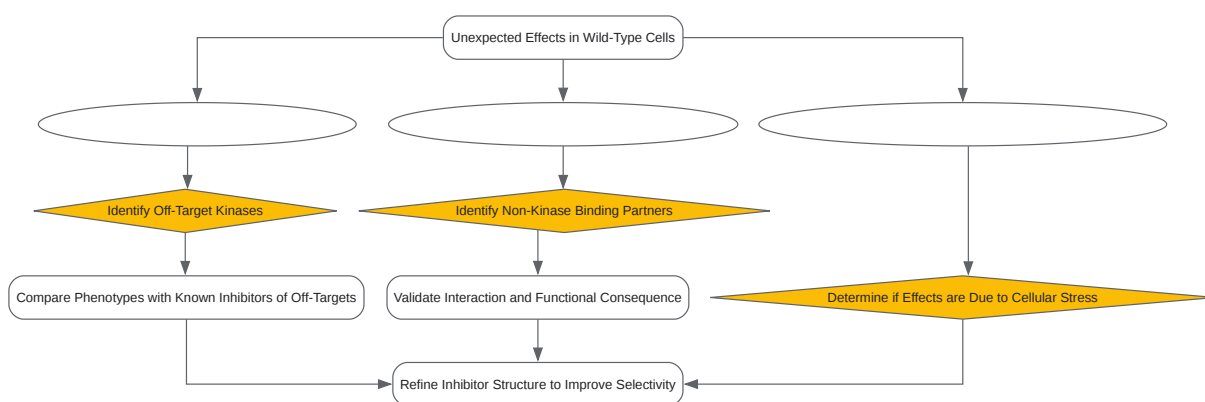 Unexpected Effects in Wild-Type Cells
Identify Off-Target Kinases
Identify Non-Kinase Binding Partners
Compare Phenotypes with Known Inhibitors of Off-Targets
Validate Interaction and Functional Consequence
Determine if Effects are Due to Cellular Stress
Refine Inhibitor Structure to Improve Selectivity